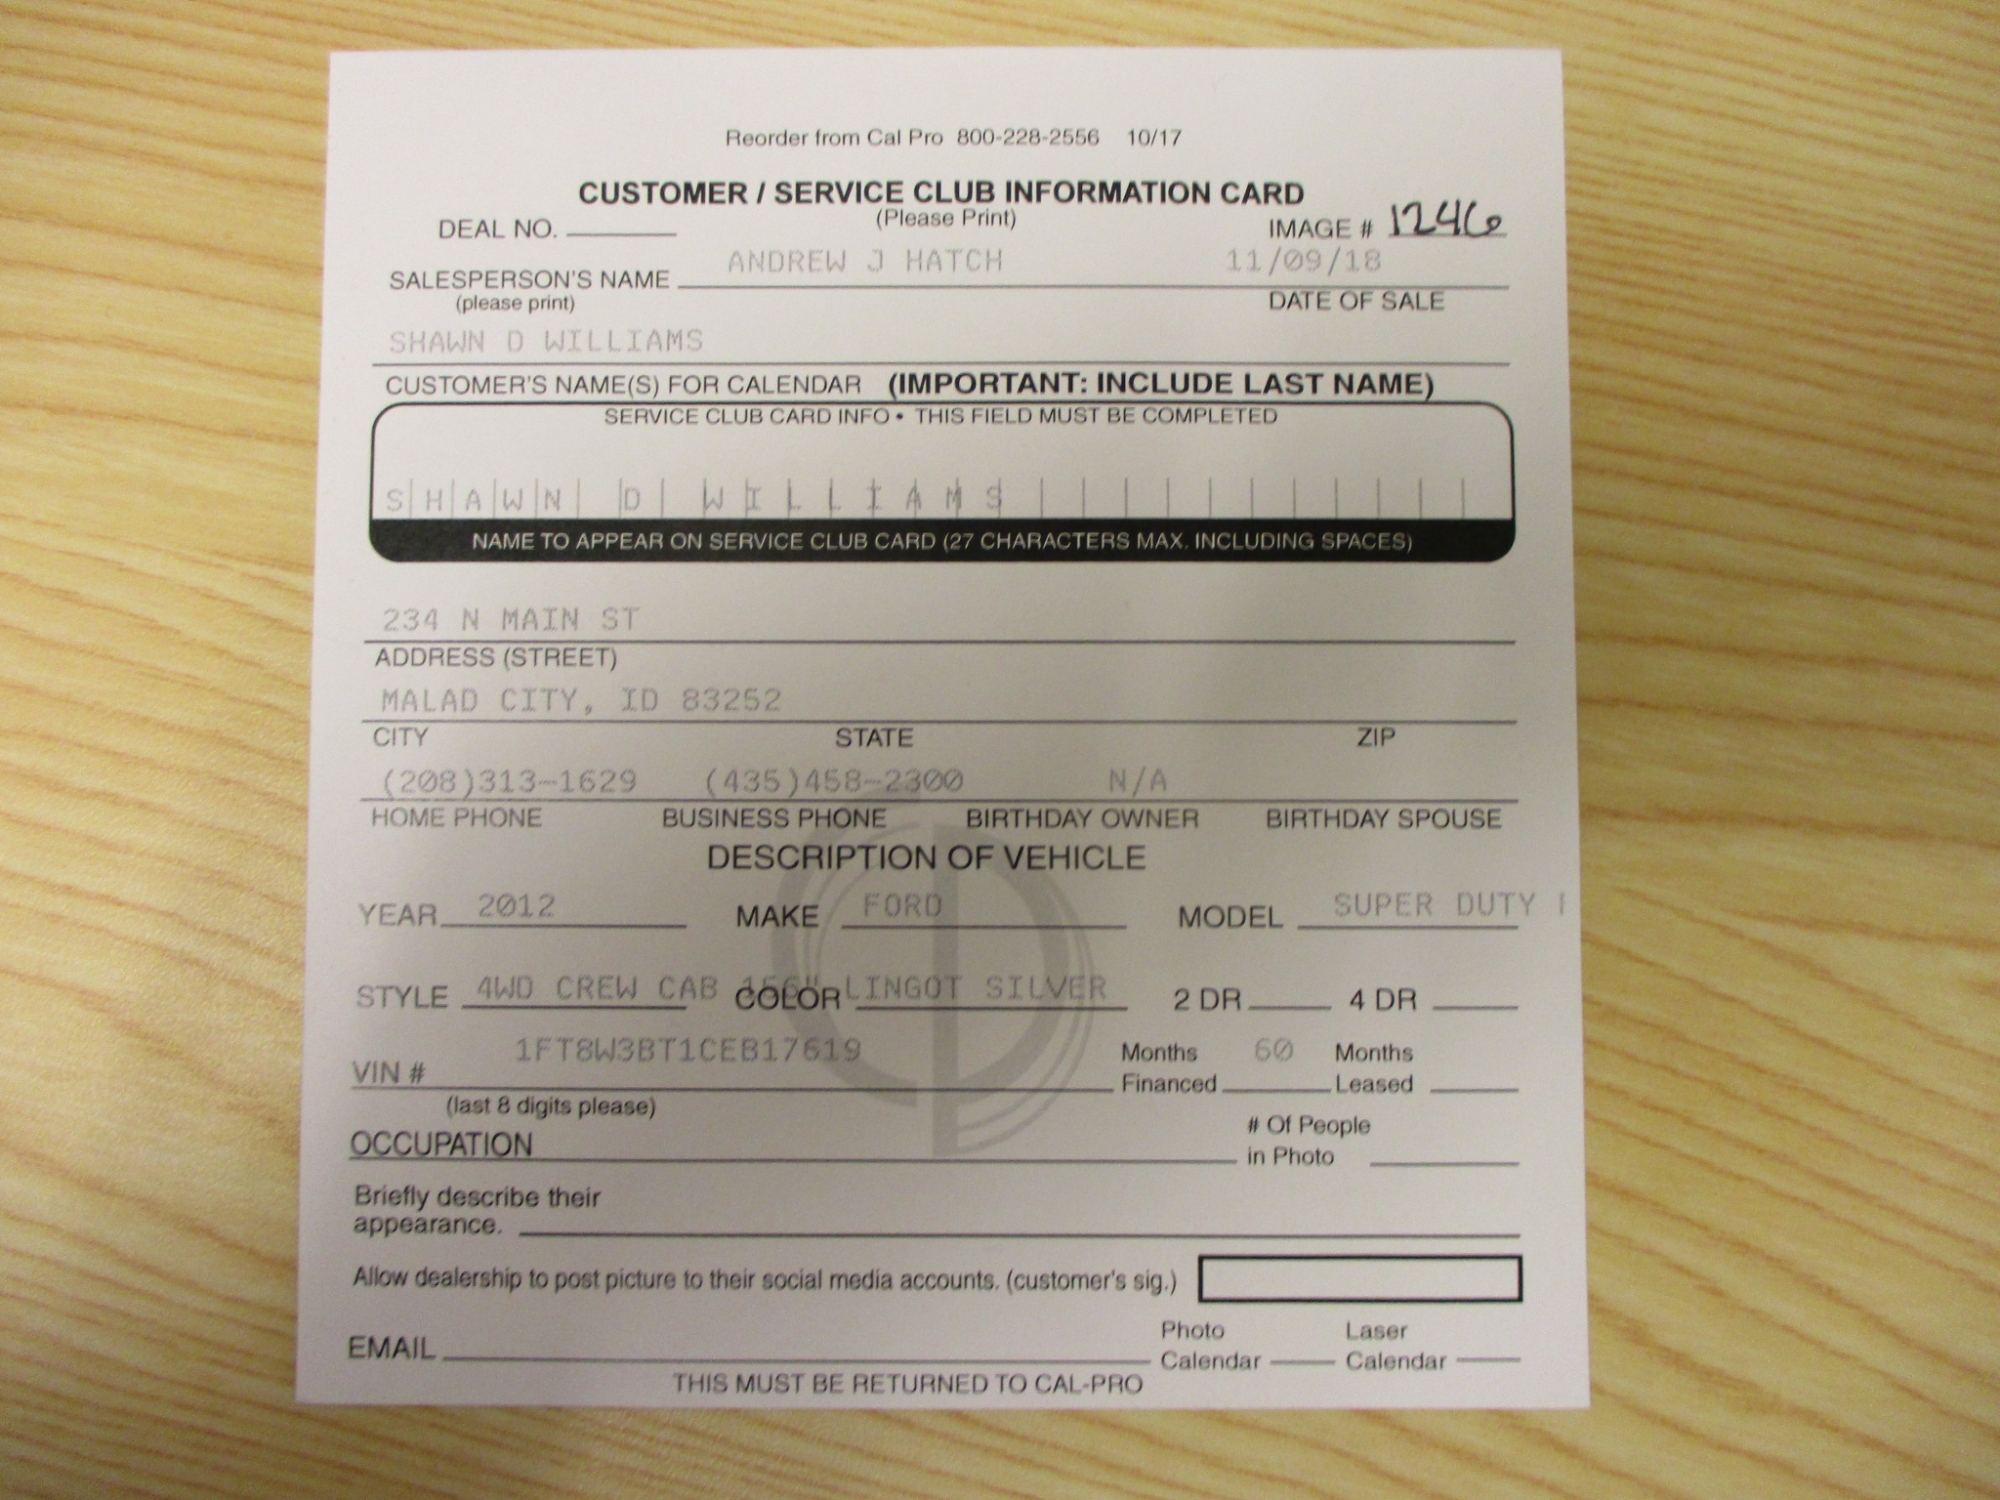 Reorder from Cal Pro 800-228-2556 10/17
CUSTOMER / SERVICE CLUB INFORMATION CARD
(Please Print)
DEAL NO. IMAGE # 1246
ANDREW J HATCH 11/09/18
SALESPERSON'S NAME
(please print) DATE OF SALE
SHAWN D WILLIAMS
CUSTOMER'S NAME(S) FOR CALENDAR (IMPORTANT: INCLUDE LAST NAME)
SERVICE CLUB CARD INFO • THIS FIELD MUST BE COMPLETED
SHAWN D WILLIAMS
NAME TO APPEAR ON SERVICE CLUB CARD (27 CHARACTERS MAX. INCLUDING SPACES)
234 N MAIN ST
ADDRESS (STREET)
MALAD CITY, ID 83252
CITY STATE ZIP
(208)313-1629 (435)458-2300 N/A
HOME PHONE BUSINESS PHONE BIRTHDAY OWNER BIRTHDAY SPOUSE
DESCRIPTION OF VEHICLE
YEAR 2012 MAKE FORD MODEL SUPER DUTY
STYLE 4WD CREW CAB COLOR INGOT SILVER 2 DR 4 DR
VIN # 1FT8W3BT1CEB17619 Months Financed 60 Months Leased
(last 8 digits please)
OCCUPATION # Of People in Photo
Briefly describe their
appearance.
Allow dealership to post picture to their social media accounts. (customer's sig.)
EMAIL Photo Calendar Laser Calendar
THIS MUST BE RETURNED TO CAL-PRO